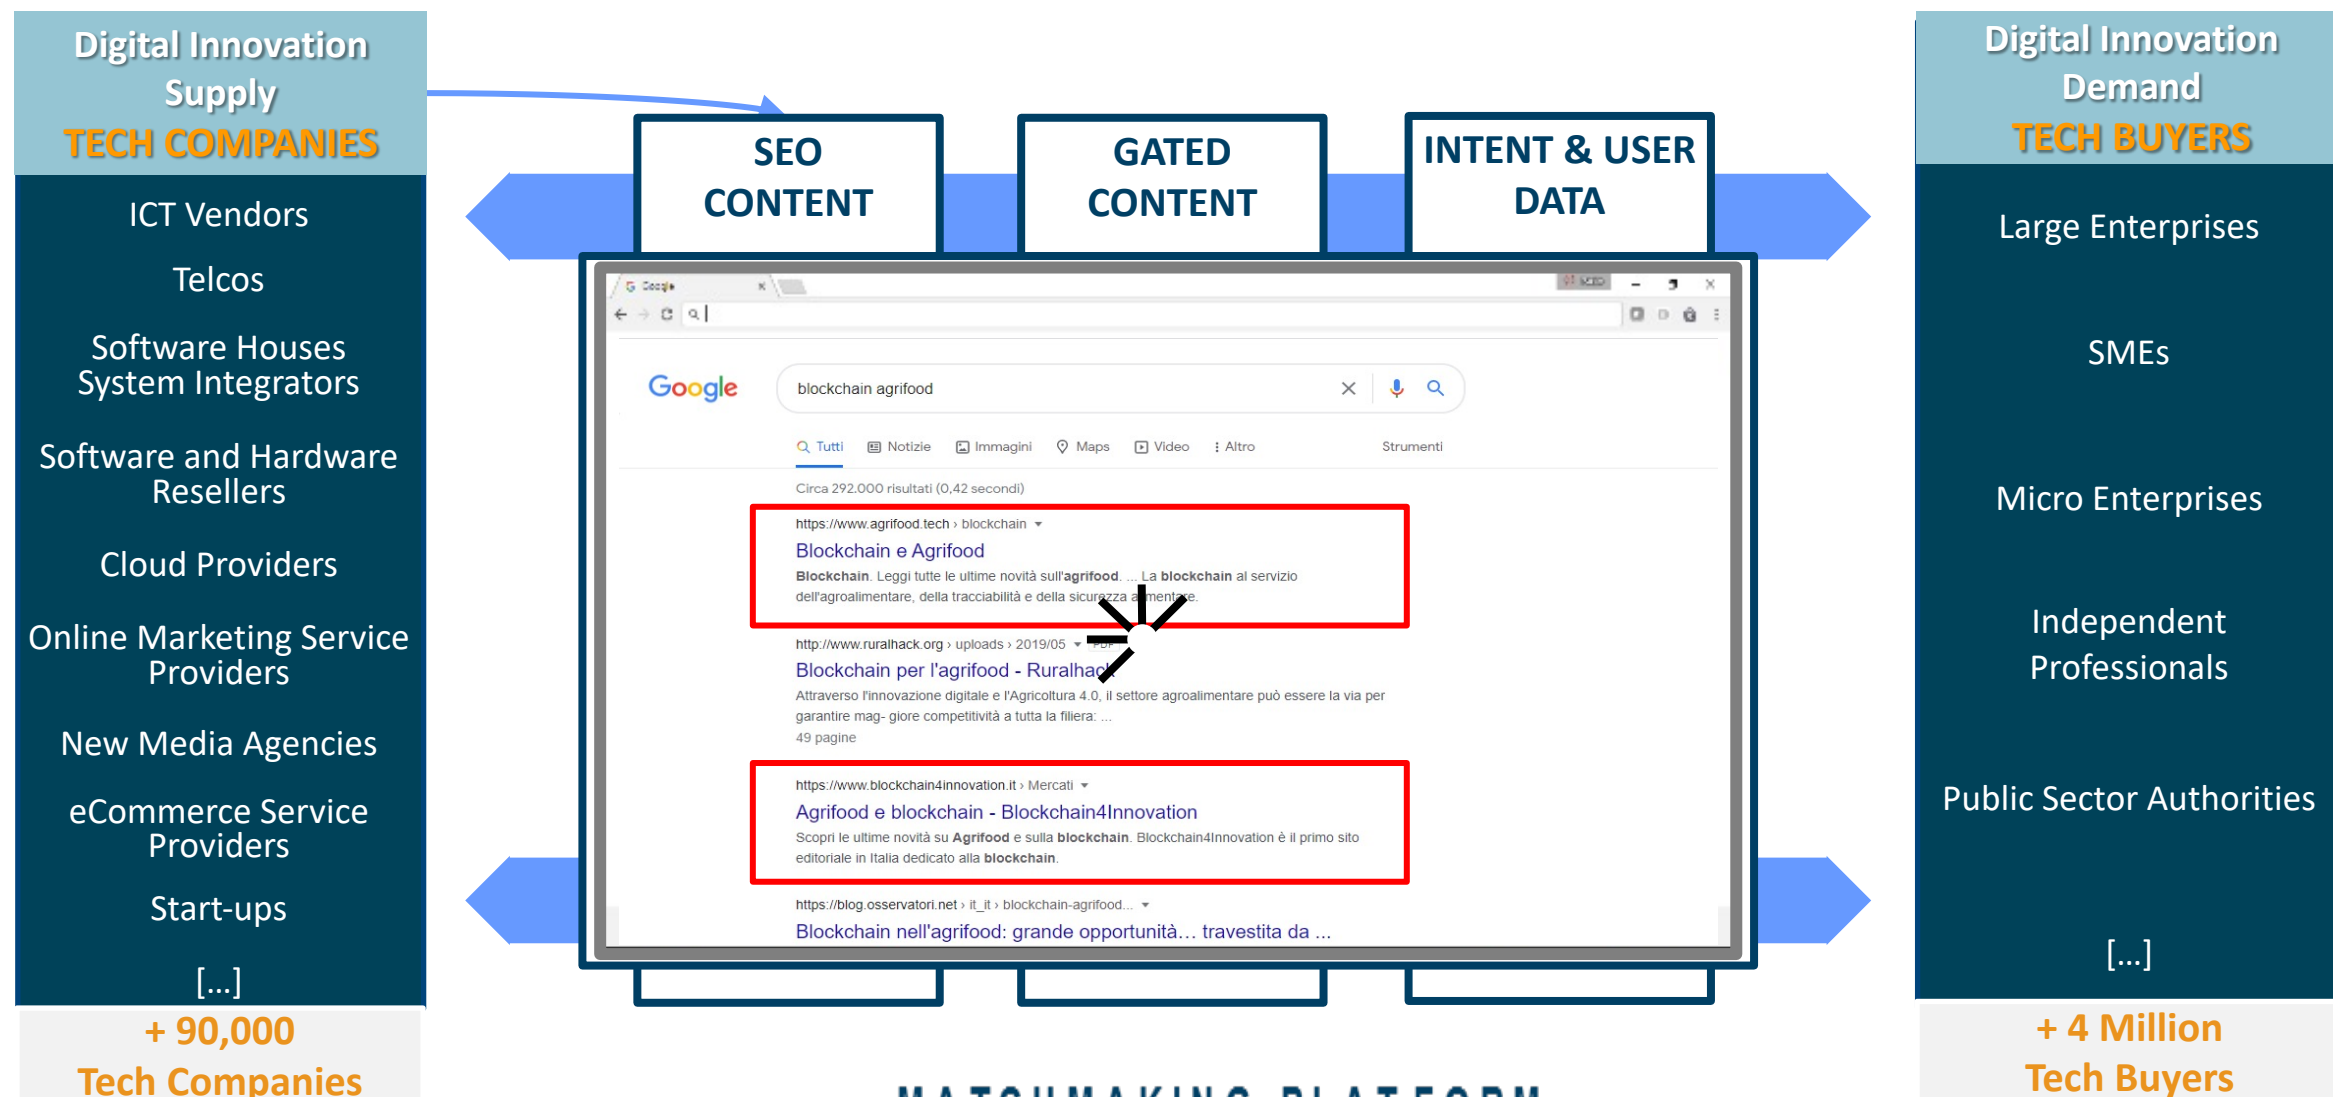 Digital Innovation
Supply
TECH COMPANIES
ICT Vendors
Telcos
Software Houses
System Integrators
Software and Hardware
Resellers
Cloud Providers
Online Marketing Service
Providers
New Media Agencies
eCommerce Service
Providers
Start-ups
[...]
+ 90,000
Tech Companies
SEO
CONTENT
GATED
CONTENT
INTENT & USER
DATA
Google
Google
blockchain agrifood
Tutti Notizie Immagini Maps Video Altro Strumenti
Circa 292.000 risultati (0,42 secondi)
https://www.agrifood.tech › blockchain
Blockchain e Agrifood
Blockchain. Leggi tutte le ultime novità sull'agrifood. ... La blockchain al servizio
dell'agroalimentare, della tracciabilità e della sicurezza alimentare.
http://www.ruralhack.org › uploads › 2019/05 PDF
Blockchain per l'agrifood - Ruralhack
Attraverso l'innovazione digitale e l'Agricoltura 4.0, il settore agroalimentare può essere la via per
garantire mag- giore competitività a tutta la filiera: ...
49 pagine
https://www.blockchain4innovation.it › Mercati
Agrifood e blockchain - Blockchain4Innovation
Scopri le ultime novità su Agrifood e sulla blockchain. Blockchain4Innovation è il primo sito
editoriale in Italia dedicato alla blockchain.
https://blog.osservatori.net › it_it › blockchain-agrifood...
Blockchain nell'agrifood: grande opportunità… travestita da ...
MATCHMAKING PLATFORM
Digital Innovation
Demand
TECH BUYERS
Large Enterprises
SMEs
Micro Enterprises
Independent
Professionals
Public Sector Authorities
[...]
+ 4 Million
Tech Buyers